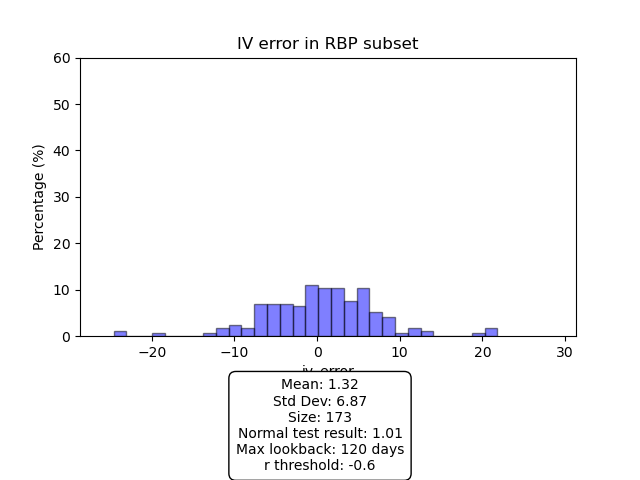 IV error in RBP subset
60
50
40
30
20
10
0
Percentage (%)
−20
−10
0
10
20
30
iv_error
Mean: 1.32
Std Dev: 6.87
Size: 173
Normal test result: 1.01
Max lookback: 120 days
r threshold: -0.6